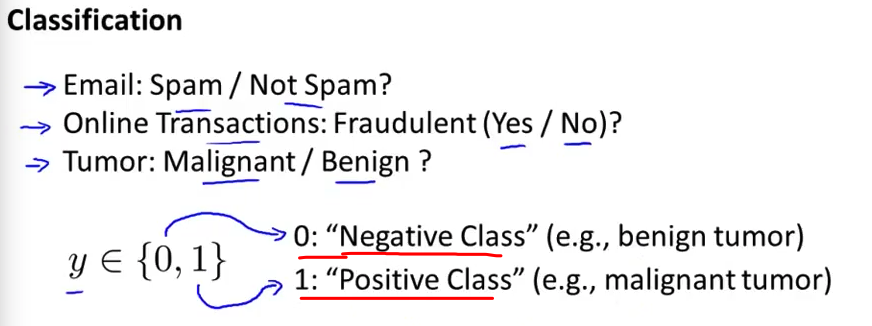 Classification
Email: Spam / Not Spam?
Online Transactions: Fraudulent (Yes / No)?
Tumor: Malignant / Benign ?
y ∈ {0, 1}
0: “Negative Class” (e.g., benign tumor)
1: “Positive Class” (e.g., malignant tumor)